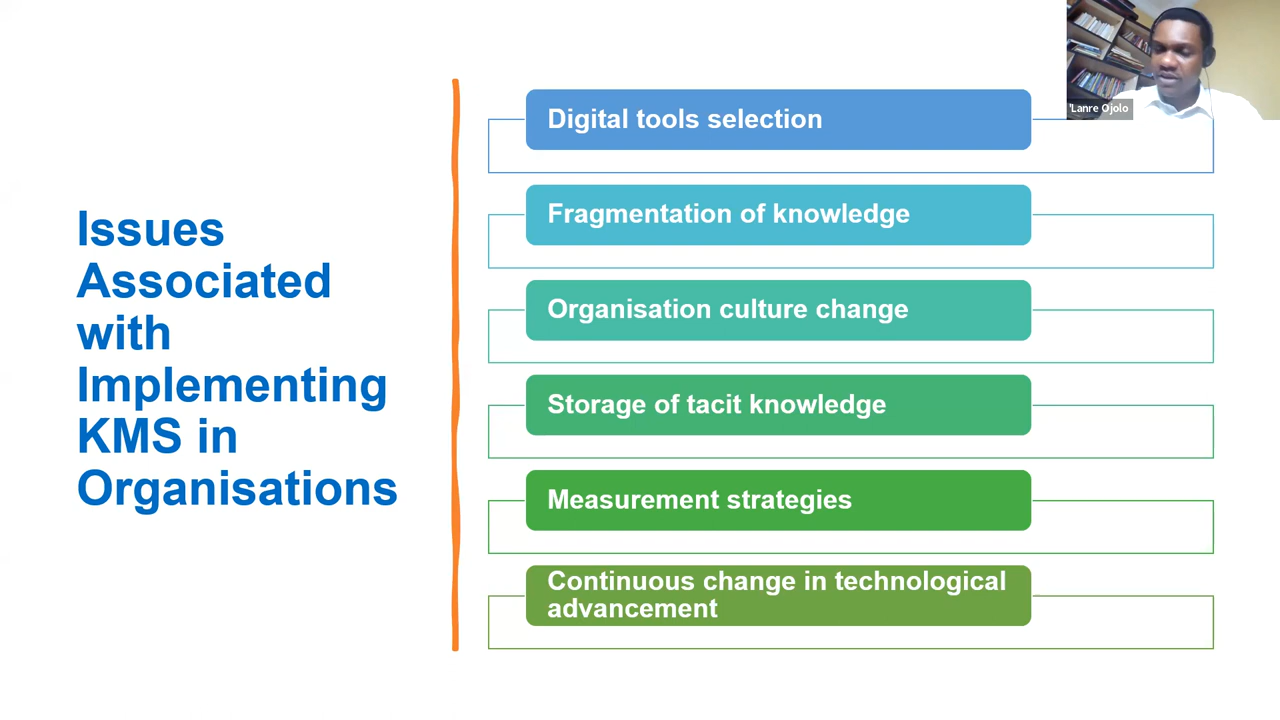 Issues
Associated
with
Implementing
KMS in
Organisations
Digital tools selection
Fragmentation of knowledge
Organisation culture change
Storage of tacit knowledge
Measurement strategies
Continuous change in technological
advancement
'Lanre Ojolo